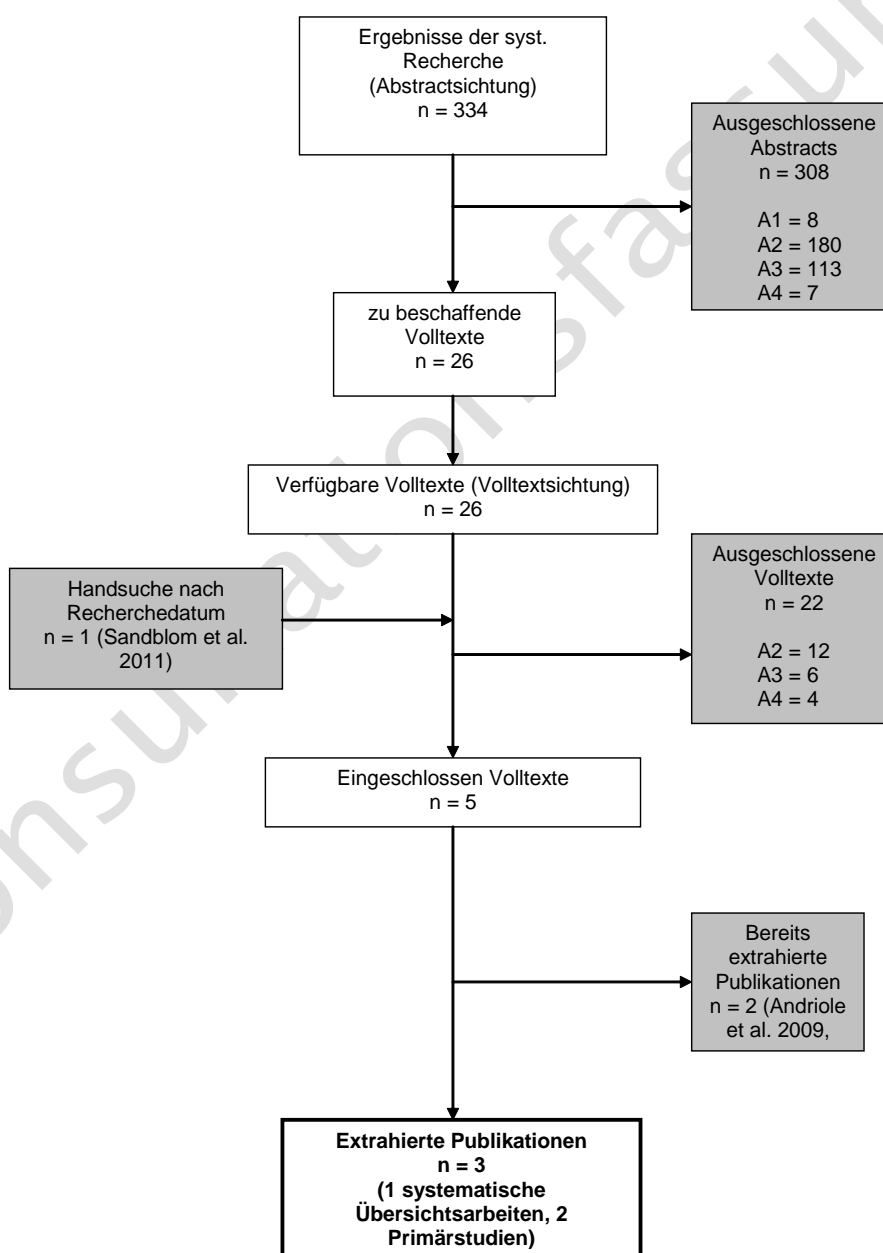 Ergebnisse der syst.
Recherche
(Abstractsichtung)
n = 334
Ausgeschlossene
Abstracts
n = 308
A1 = 8
A2 = 180
A3 = 113
A4 = 7
zu beschaffende
Volltexte
n = 26
Verfügbare Volltexte (Volltextsichtung)
n = 26
Handsuche nach
Recherchedatum
n = 1 (Sandblom et al.
2011)
Ausgeschlossene
Volltexte
n = 22
A2 = 12
A3 = 6
A4 = 4
Eingeschlossen Volltexte
n = 5
Bereits
extrahierte
Publikationen
n = 2 (Andriole
et al. 2009,
Extrahierte Publikationen
n = 3
(1 systematische
Übersichtsarbeiten, 2
Primärstudien)
onsultationsfassun